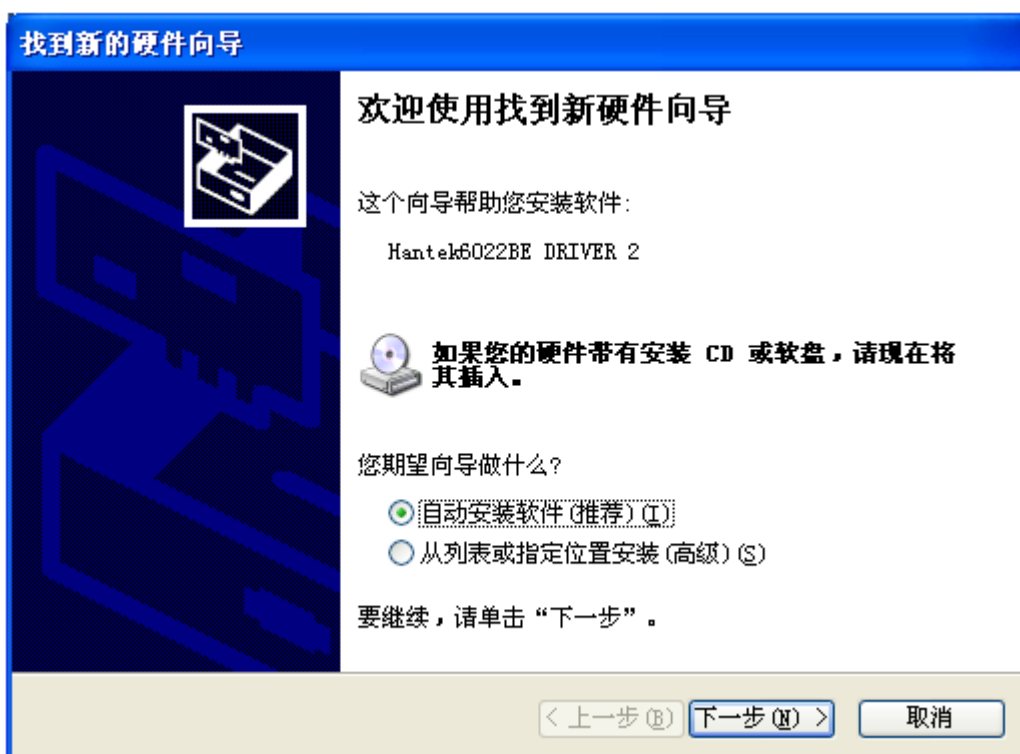 找到新的硬件向导
欢迎使用找到新硬件向导
这个向导帮助您安装软件:
Hantek6022BE DRIVER 2
如果您的硬件带有安装 CD 或软盘，请现在将
其插入。
您期望向导做什么?
自动安装软件(推荐)(I)
从列表或指定位置安装(高级)(S)
要继续，请单击“下一步”。
< 上一步(B)
下一步(N) >
取消